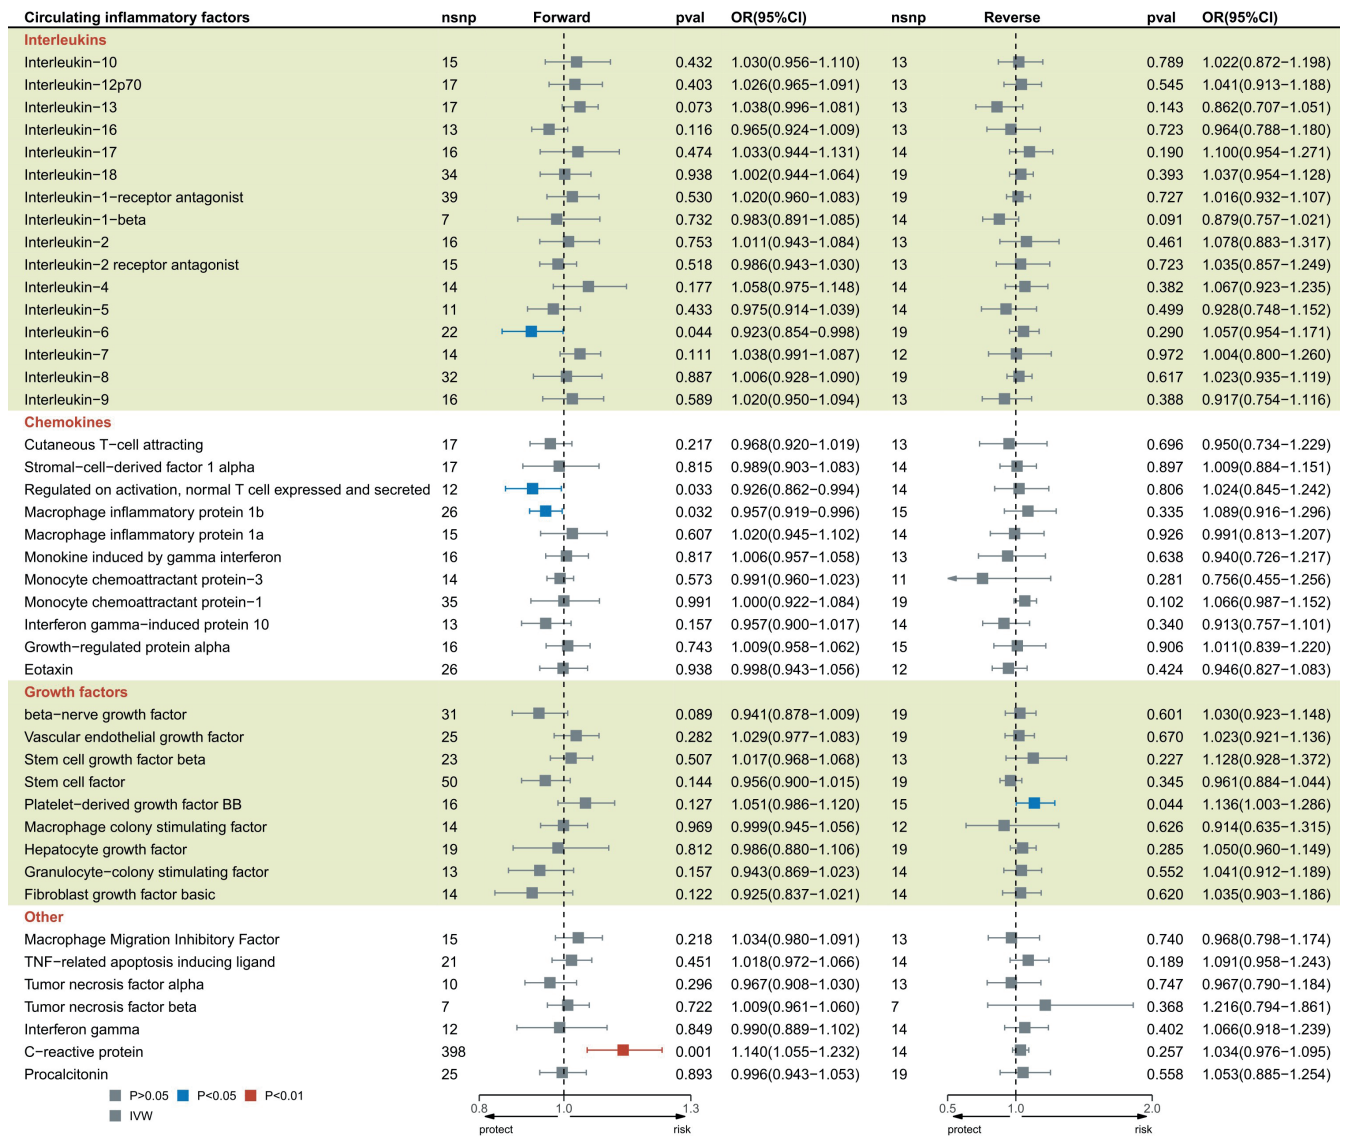 Circulating inflammatory factors nsnp Forward pval OR(95%CI) nsnp Reverse pval OR(95%CI)
Interleukins
Interleukin−10 15 0.432 1.030(0.956−1.110) 13 0.789 1.022(0.872−1.198)
Interleukin−12p70 17 0.403 1.026(0.965−1.091) 13 0.545 1.041(0.913−1.188)
Interleukin−13 17 0.073 1.038(0.996−1.081) 13 0.143 0.862(0.707−1.051)
Interleukin−16 13 0.116 0.965(0.924−1.009) 13 0.723 0.964(0.788−1.180)
Interleukin−17 16 0.474 1.033(0.944−1.131) 14 0.190 1.100(0.954−1.271)
Interleukin−18 34 0.938 1.002(0.944−1.064) 19 0.393 1.037(0.954−1.128)
Interleukin−1−receptor antagonist 39 0.530 1.020(0.960−1.083) 19 0.727 1.016(0.932−1.107)
Interleukin−1−beta 7 0.732 0.983(0.891−1.085) 14 0.091 0.879(0.757−1.021)
Interleukin−2 16 0.753 1.011(0.943−1.084) 13 0.461 1.078(0.883−1.317)
Interleukin−2 receptor antagonist 15 0.518 0.986(0.943−1.030) 13 0.723 1.035(0.857−1.249)
Interleukin−4 14 0.177 1.058(0.975−1.148) 14 0.382 1.067(0.923−1.235)
Interleukin−5 11 0.433 0.975(0.914−1.039) 14 0.499 0.928(0.748−1.152)
Interleukin−6 22 0.044 0.923(0.854−0.998) 19 0.290 1.057(0.954−1.171)
Interleukin−7 14 0.111 1.038(0.991−1.087) 12 0.972 1.004(0.800−1.260)
Interleukin−8 32 0.887 1.006(0.928−1.090) 19 0.617 1.023(0.935−1.119)
Interleukin−9 16 0.589 1.020(0.950−1.094) 13 0.388 0.917(0.754−1.116)
Chemokines
Cutaneous T−cell attracting 17 0.217 0.968(0.920−1.019) 13 0.696 0.950(0.734−1.229)
Stromal−cell−derived factor 1 alpha 17 0.815 0.989(0.903−1.083) 14 0.897 1.009(0.884−1.151)
Regulated on activation, normal T cell expressed and secreted 12 0.033 0.926(0.862−0.994) 14 0.806 1.024(0.845−1.242)
Macrophage inflammatory protein 1b 26 0.032 0.957(0.919−0.996) 15 0.335 1.089(0.916−1.296)
Macrophage inflammatory protein 1a 15 0.607 1.020(0.945−1.102) 14 0.926 0.991(0.813−1.207)
Monokine induced by gamma interferon 16 0.817 1.006(0.957−1.058) 13 0.638 0.940(0.726−1.217)
Monocyte chemoattractant protein−3 14 0.573 0.991(0.960−1.023) 11 0.281 0.756(0.455−1.256)
Monocyte chemoattractant protein−1 35 0.991 1.000(0.922−1.084) 19 0.102 1.066(0.987−1.152)
Interferon gamma−induced protein 10 13 0.157 0.957(0.900−1.017) 14 0.340 0.913(0.757−1.101)
Growth−regulated protein alpha 16 0.743 1.009(0.958−1.062) 15 0.906 1.011(0.839−1.220)
Eotaxin 26 0.938 0.998(0.943−1.056) 12 0.424 0.946(0.827−1.083)
Growth factors
beta−nerve growth factor 31 0.089 0.941(0.878−1.009) 19 0.601 1.030(0.923−1.148)
Vascular endothelial growth factor 25 0.282 1.029(0.977−1.083) 19 0.670 1.023(0.921−1.136)
Stem cell growth factor beta 23 0.507 1.017(0.968−1.068) 13 0.227 1.128(0.928−1.372)
Stem cell factor 50 0.144 0.956(0.900−1.015) 19 0.345 0.961(0.884−1.044)
Platelet−derived growth factor BB 16 0.127 1.051(0.986−1.120) 15 0.044 1.136(1.003−1.286)
Macrophage colony stimulating factor 14 0.969 0.999(0.945−1.056) 12 0.626 0.914(0.635−1.315)
Hepatocyte growth factor 19 0.812 0.986(0.880−1.106) 19 0.285 1.050(0.960−1.149)
Granulocyte−colony stimulating factor 13 0.157 0.943(0.869−1.023) 14 0.552 1.041(0.912−1.189)
Fibroblast growth factor basic 14 0.122 0.925(0.837−1.021) 14 0.620 1.035(0.903−1.186)
Other
Macrophage Migration Inhibitory Factor 15 0.218 1.034(0.980−1.091) 13 0.740 0.968(0.798−1.174)
TNF−related apoptosis inducing ligand 21 0.451 1.018(0.972−1.066) 14 0.189 1.091(0.958−1.243)
Tumor necrosis factor alpha 10 0.296 0.967(0.908−1.030) 13 0.747 0.967(0.790−1.184)
Tumor necrosis factor beta 7 0.722 1.009(0.961−1.060) 7 0.368 1.216(0.794−1.861)
Interferon gamma 12 0.849 0.990(0.889−1.102) 14 0.402 1.066(0.918−1.239)
C−reactive protein 398 0.001 1.140(1.055−1.232) 14 0.257 1.034(0.976−1.095)
Procalcitonin 25 0.893 0.996(0.943−1.053) 19 0.558 1.053(0.885−1.254)
P>0.05 P<0.05 P<0.01
IVW
0.8 1.0 1.3 0.5 1.0 2.0
protect risk protect risk